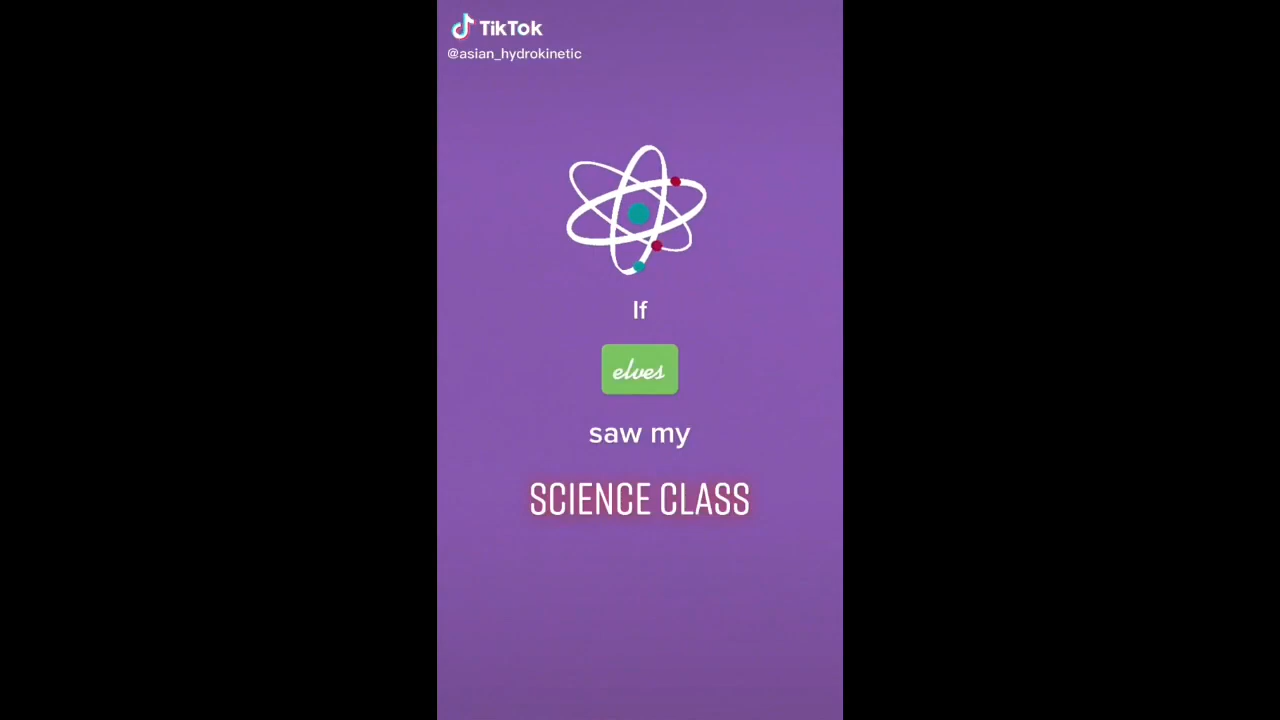 TikTok
@asian_hydrokinetic
If
elves
saw my
SCIENCE CLASS